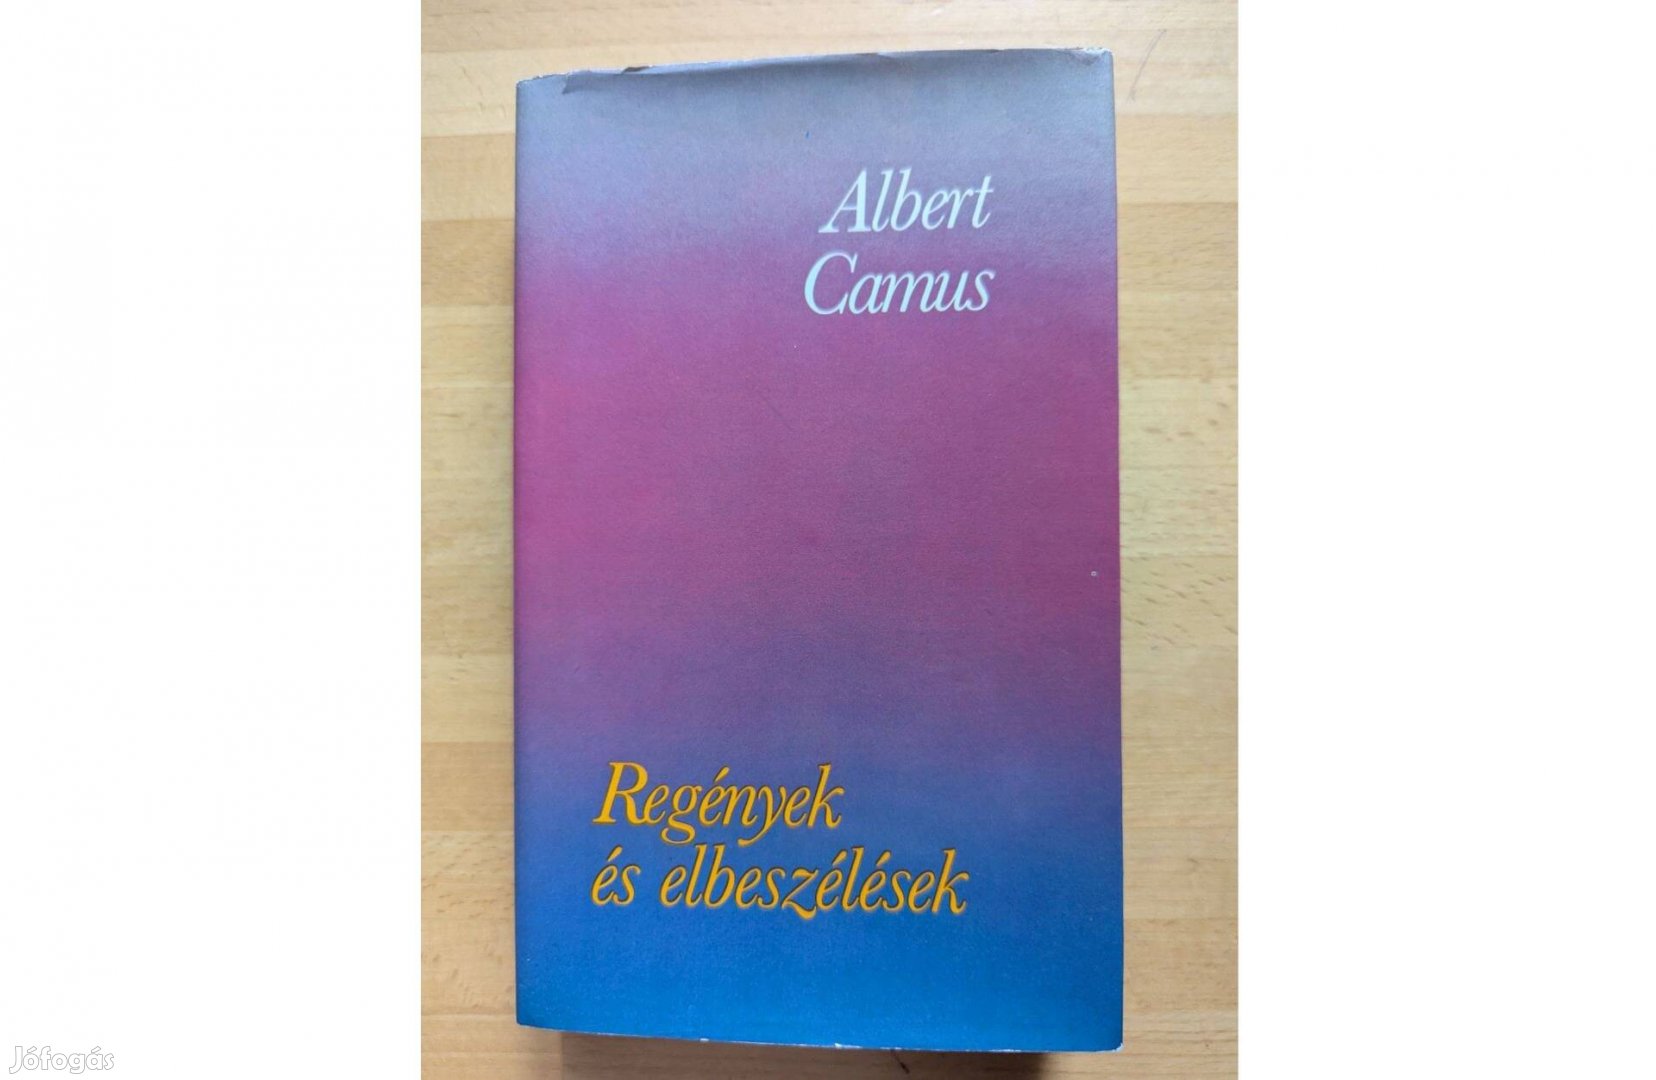 Albert
Camus
Regények
és elbeszélések
Jófogás